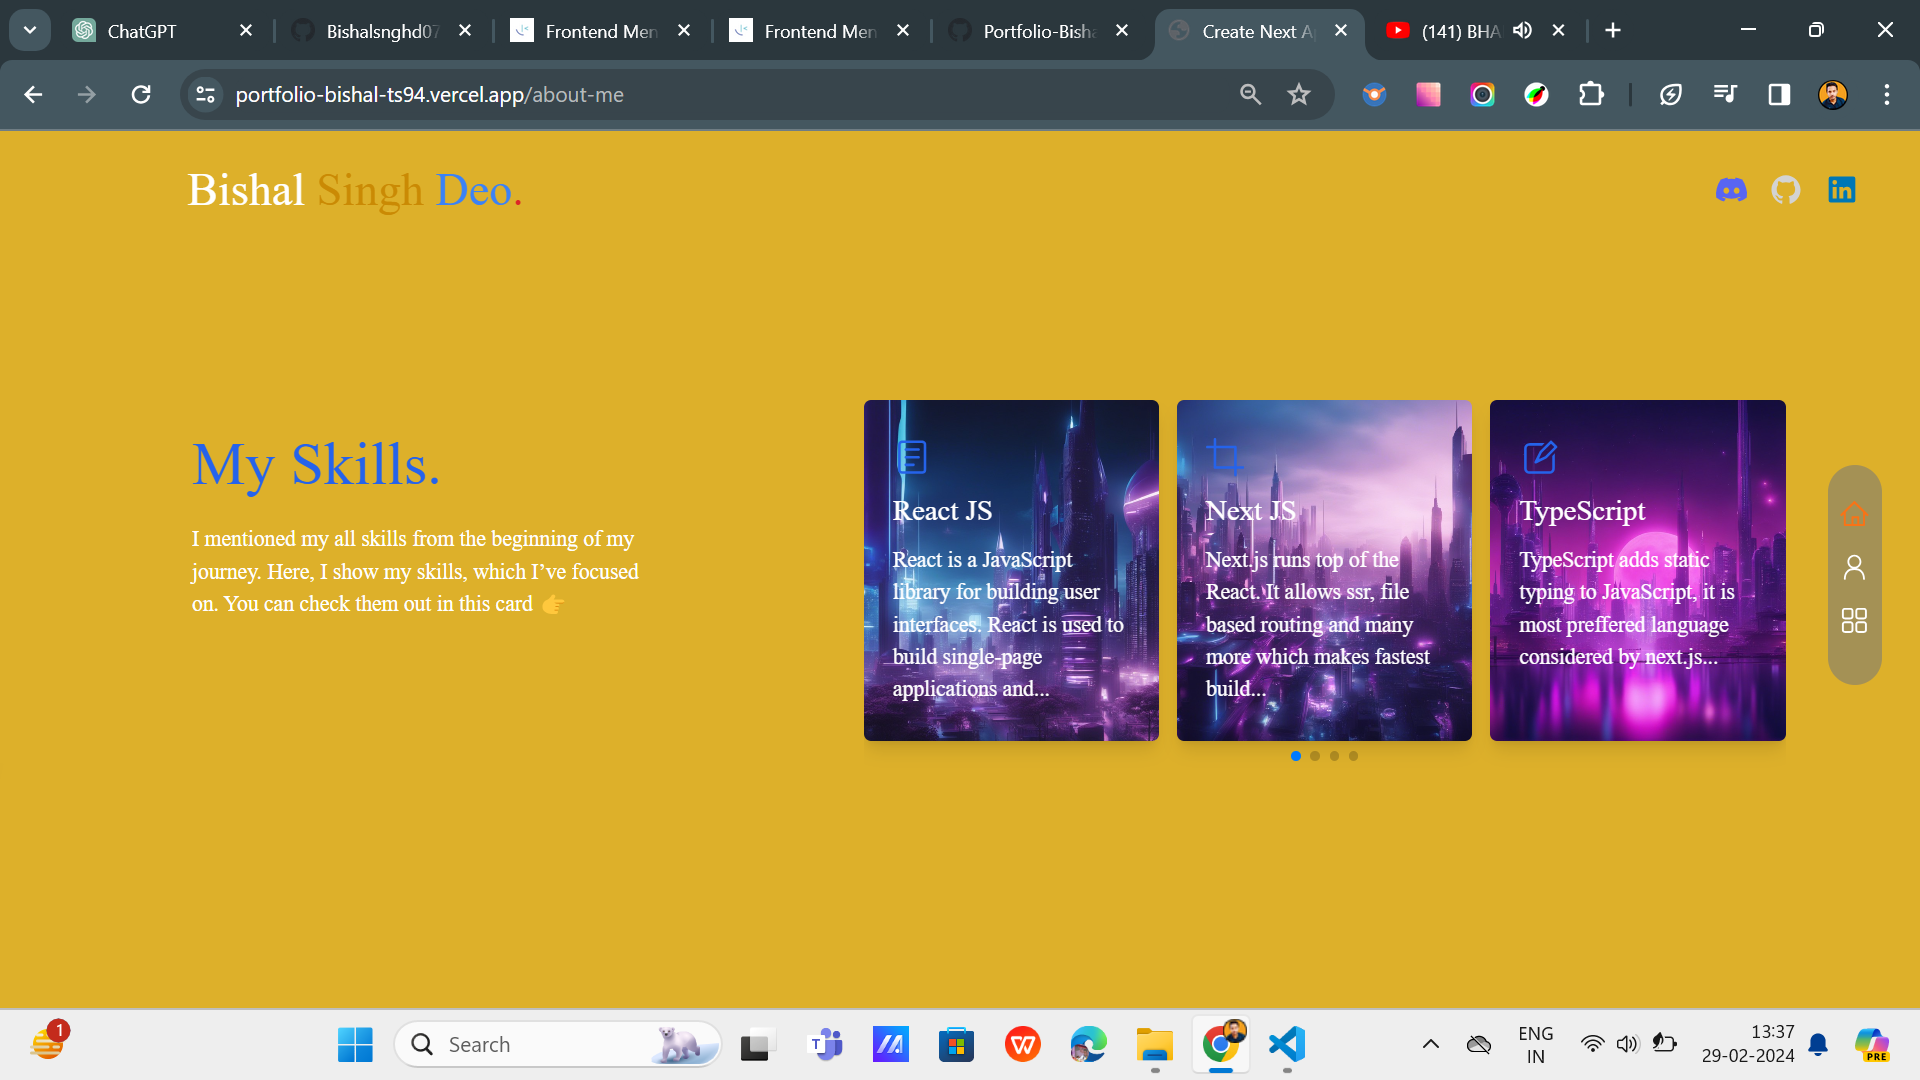 ChatGPT
Bishalsnghd07
Frontend Men
Frontend Men
Portfolio-Bisha
Create Next A
(141) BHA
portfolio-bishal-ts94.vercel.app/about-me
Bishal Singh Deo.
My Skills.
I mentioned my all skills from the beginning of my
journey. Here, I show my skills, which I’ve focused
on. You can check them out in this card
React JS
React is a JavaScript
library for building user
interfaces. React is used to
build single-page
applications and...
Next JS
Next.js runs top of the
React. It allows ssr, file
based routing and many
more which makes fastest
build...
TypeScript
TypeScript adds static
typing to JavaScript, it is
most preffered language
considered by next.js...
1
Search
ENG
IN
13:37
29-02-2024
PRE